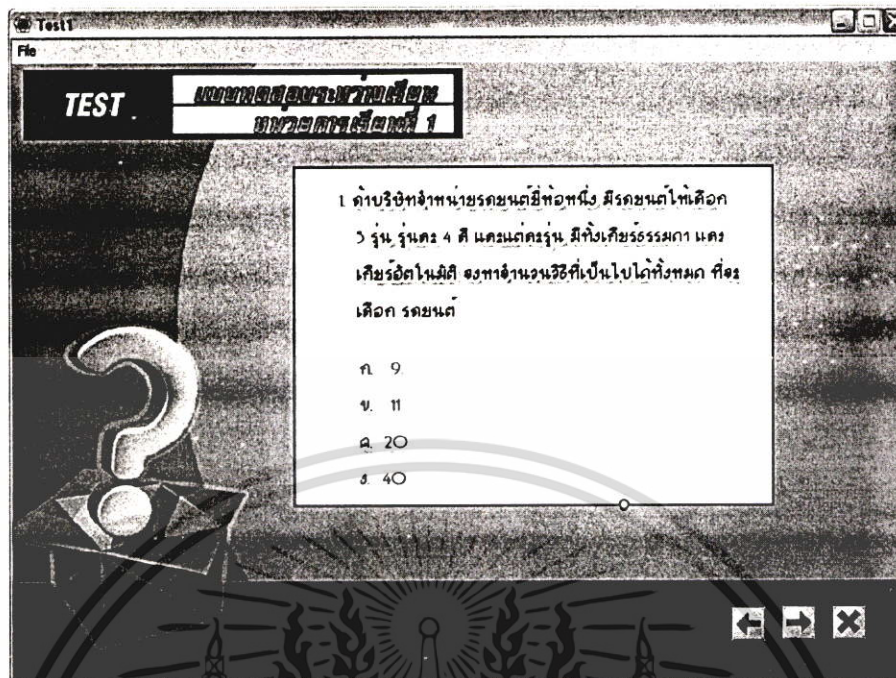 Test1
File
TEST
แบบทดสอบระหว่างเรียน
หน่วยการเรียนที่ 1
1 ถ้าบริษัทจำหน่ายรถยนต์ยี่ห้อหนึ่ง มีรถยนต์ให้เลือก
5 รุ่น รุ่นละ 4 สี และแต่ละรุ่น มีทั้งเกียร์ธรรมดา และ
เกียร์อัตโนมัติ จงหาจำนวนวิธีที่เป็นไปได้ทั้งหมด ที่จะ
เลือก รถยนต์
ก. 9
ข. 11
ค. 20
ง. 40